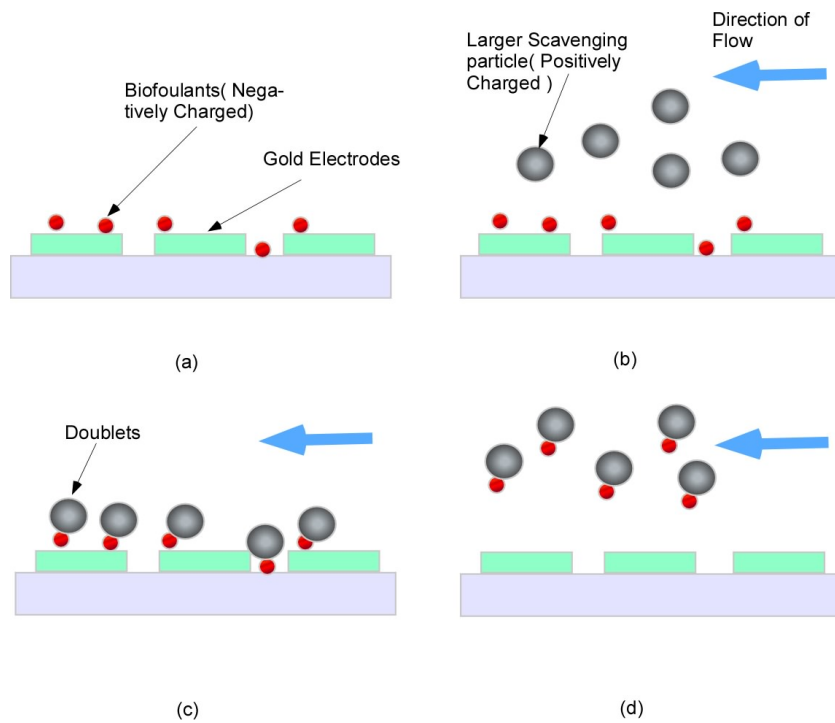 Biofoulants( Nega-
tively Charged)
Gold Electrodes
(a)
Larger Scavenging
particle( Positively
Charged )
Direction of
Flow
(b)
Doublets
(c)
(d)